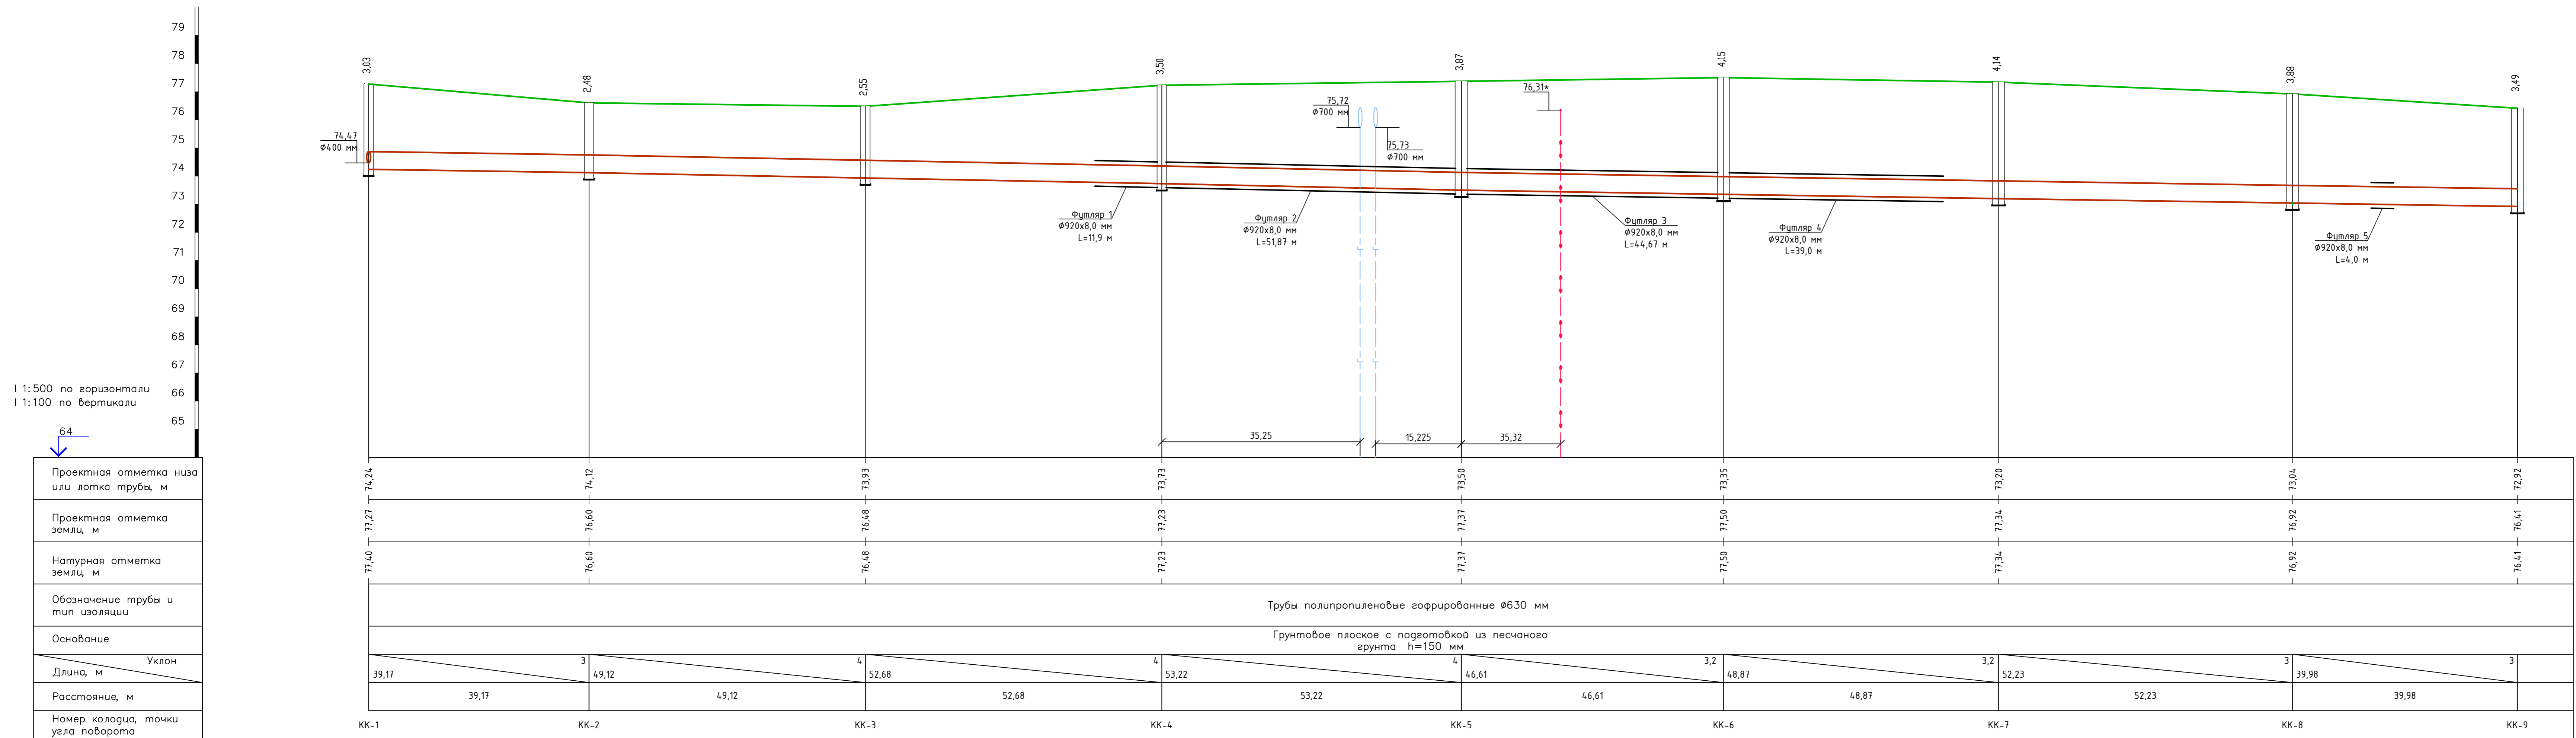 79
78
77
76
75
74
73
72
71
70
69
68
67
66
65
1:500 по горизонтали
1:100 по вертикали
64
3,03
2,48
2,55
3,50
3,87
4,15
4,14
3,88
3,49
74,47
Ø400 мм
75,72
Ø700 мм
75,73
Ø700 мм
76,31*
Футляр 1
Ø920х8,0 мм
L=11,9 м
Футляр 2
Ø920х8,0 мм
L=51,87 м
Футляр 3
Ø920х8,0 мм
L=44,67 м
Футляр 4
Ø920х8,0 мм
L=39,0 м
Футляр 5
Ø920х8,0 мм
L=4,0 м
35,25
15,225
35,32
Проектная отметка низа
или лотка трубы, м
74,24 74,12 73,93 73,73 73,50 73,35 73,20 73,04 72,92
Проектная отметка
земли, м
77,27 76,60 76,48 77,23 77,37 77,50 77,34 76,92 76,41
Натурная отметка
земли, м
77,40 76,60 76,48 77,23 77,37 77,50 77,34 76,92 76,41
Обозначение трубы и
тип изоляции
Трубы полипропиленовые гофрированные Ø630 мм
Основание
Грунтовое плоское с подготовкой из песчаного
грунта h=150 мм
Уклон
3 4 4 4 3,2 3,2 3 3
Длина, м
39,17 49,12 52,68 53,22 46,61 48,87 52,23 39,98
Расстояние, м
39,17 49,12 52,68 53,22 46,61 48,87 52,23 39,98
Номер колодца, точки
угла поворота
КК-1 КК-2 КК-3 КК-4 КК-5 КК-6 КК-7 КК-8 КК-9